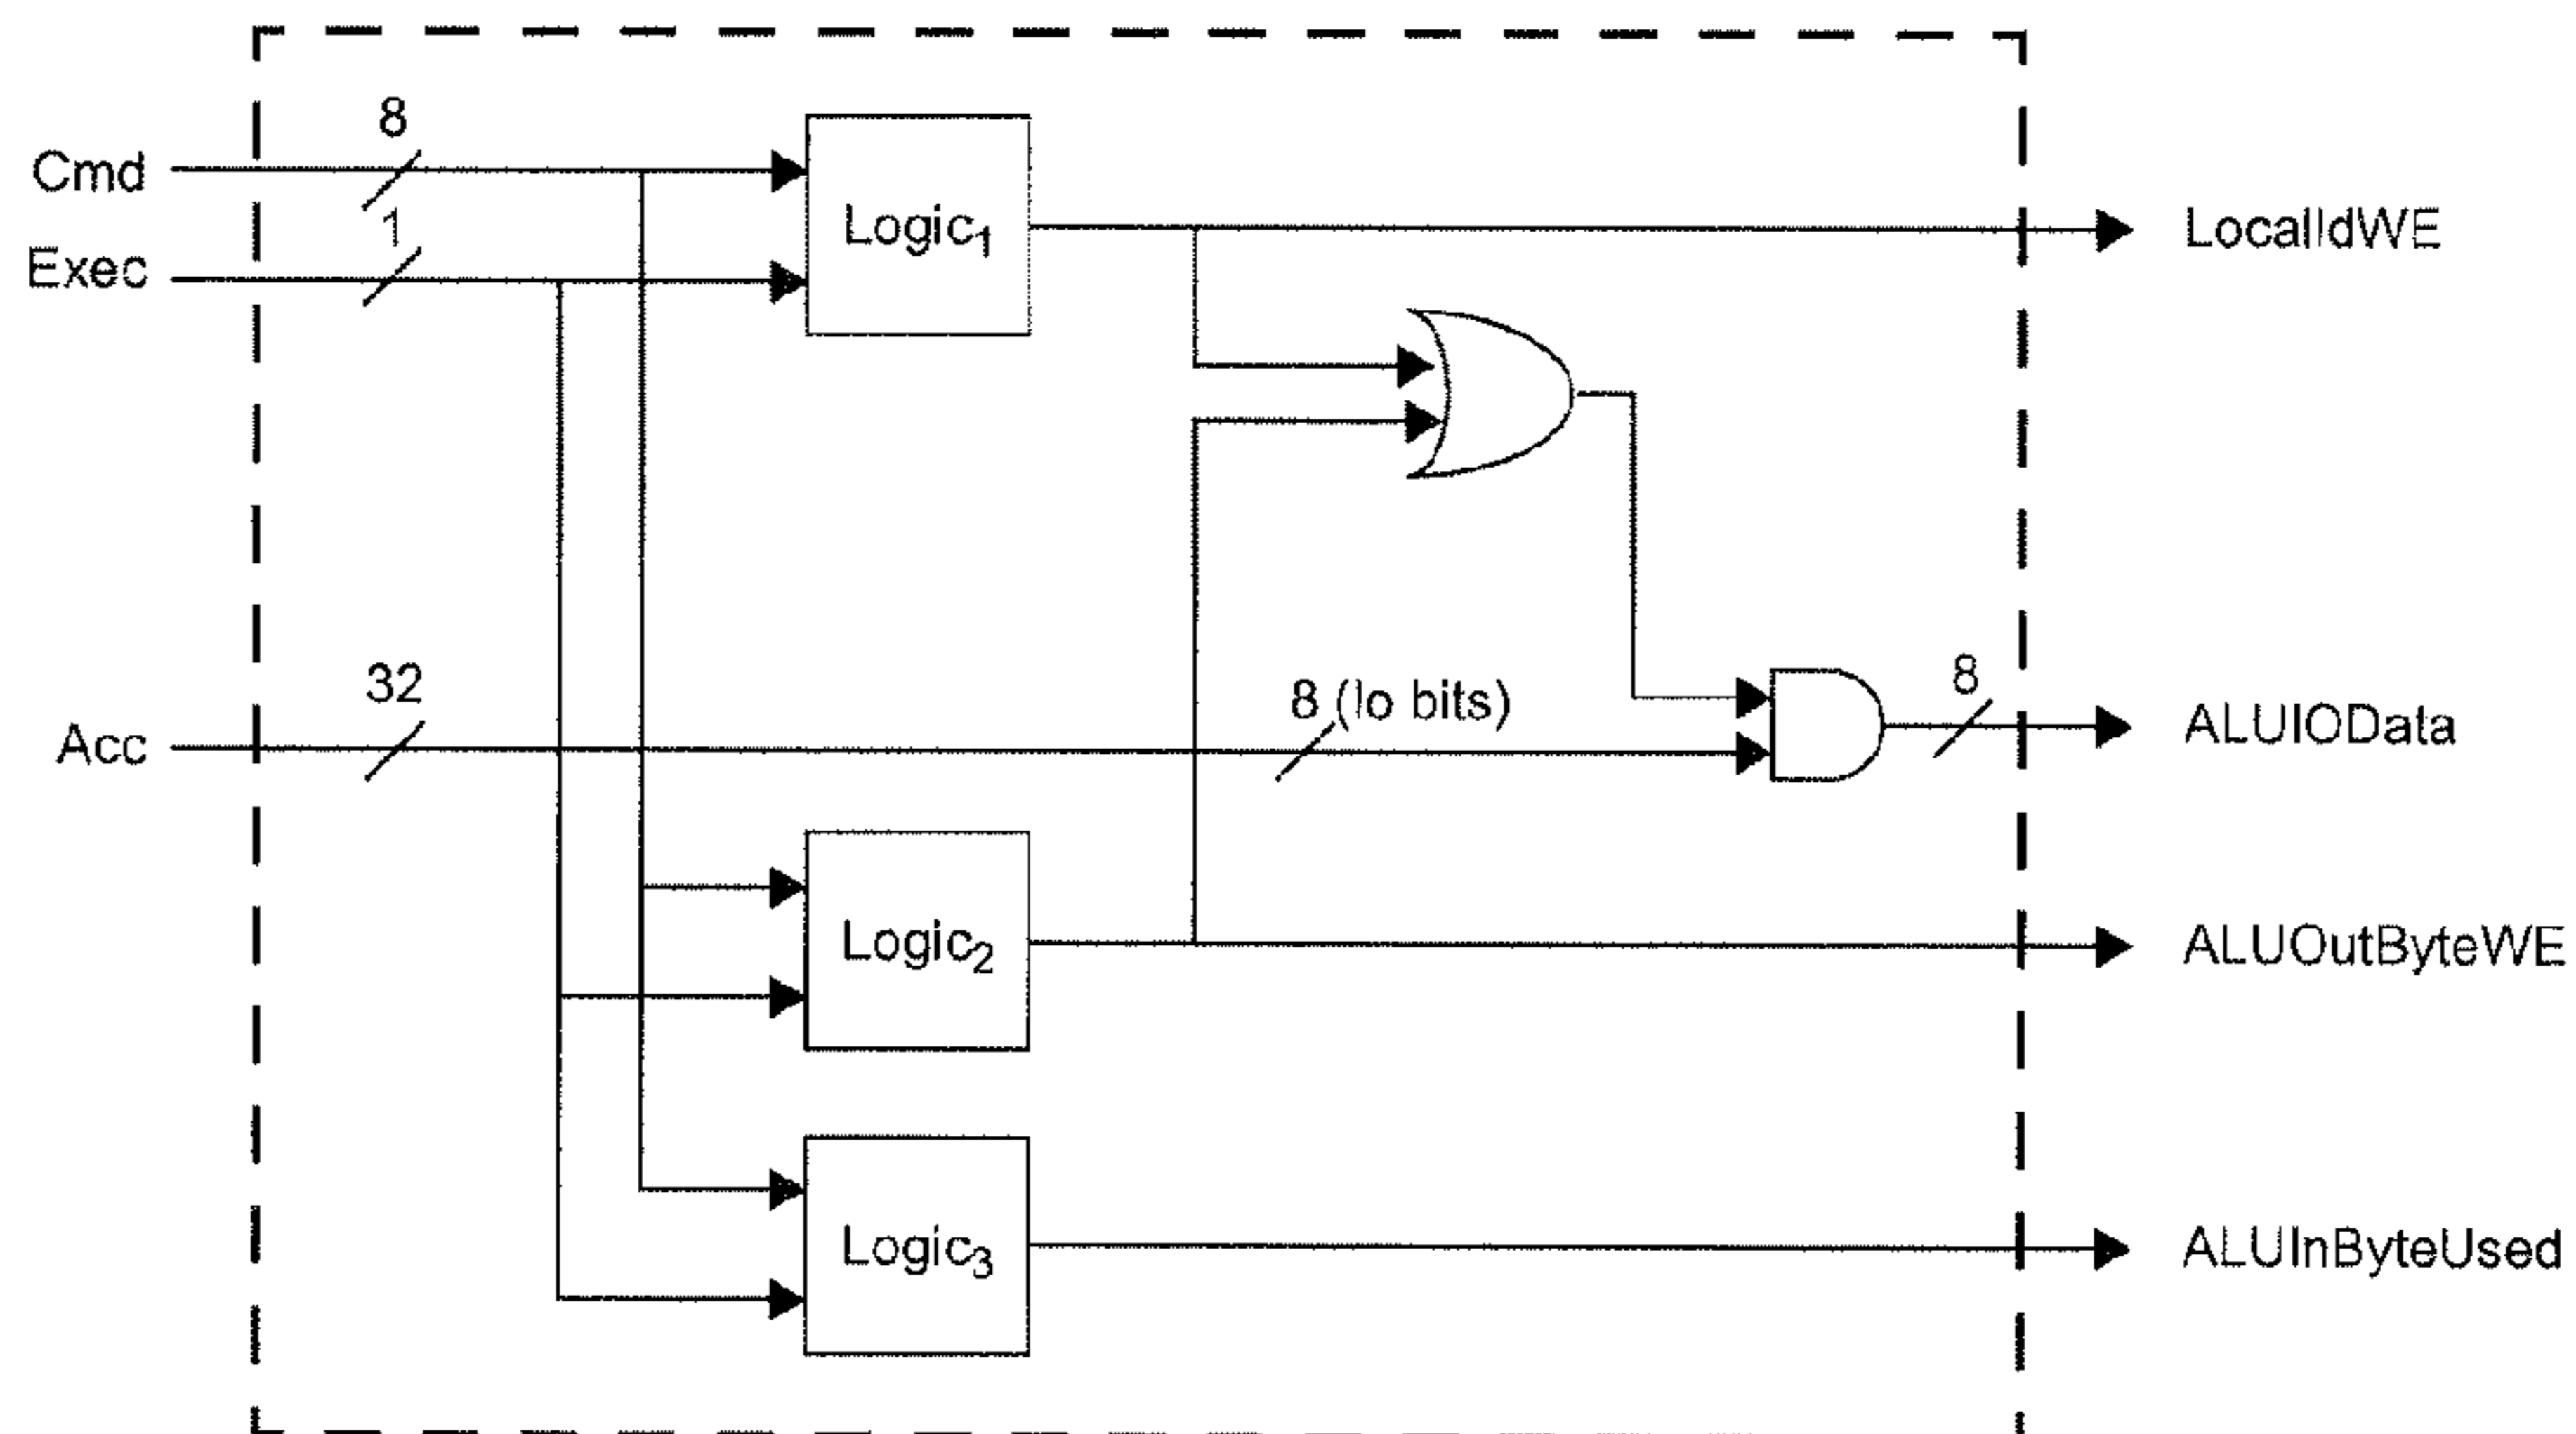 8
Cmd
1
Exec
Logic₁
LocalIdWE
32
Acc
8 (lo bits)
8
ALUIOData
Logic₂
ALUOutByteWE
Logic₃
ALUInByteUsed